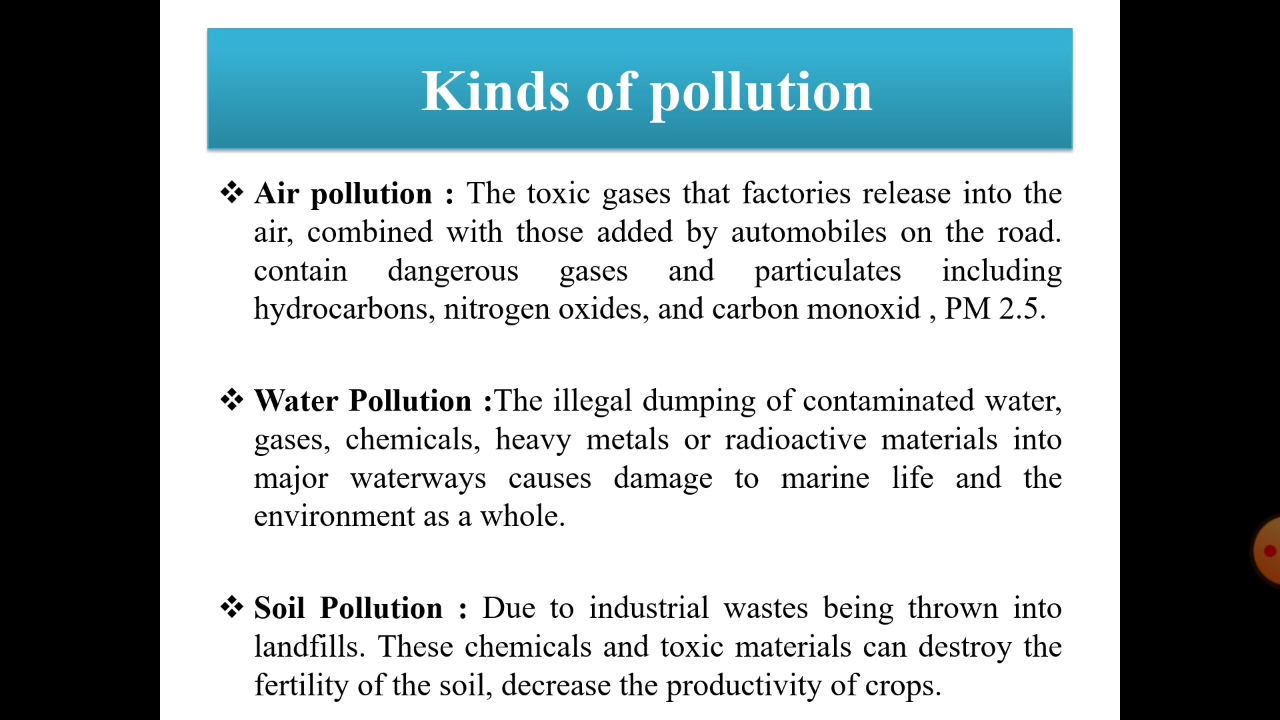 Kinds of pollution
❖ Air pollution : The toxic gases that factories release into the
air, combined with those added by automobiles on the road.
contain dangerous gases and particulates including
hydrocarbons, nitrogen oxides, and carbon monoxid , PM 2.5.
❖ Water Pollution :The illegal dumping of contaminated water,
gases, chemicals, heavy metals or radioactive materials into
major waterways causes damage to marine life and the
environment as a whole.
❖ Soil Pollution : Due to industrial wastes being thrown into
landfills. These chemicals and toxic materials can destroy the
fertility of the soil, decrease the productivity of crops.